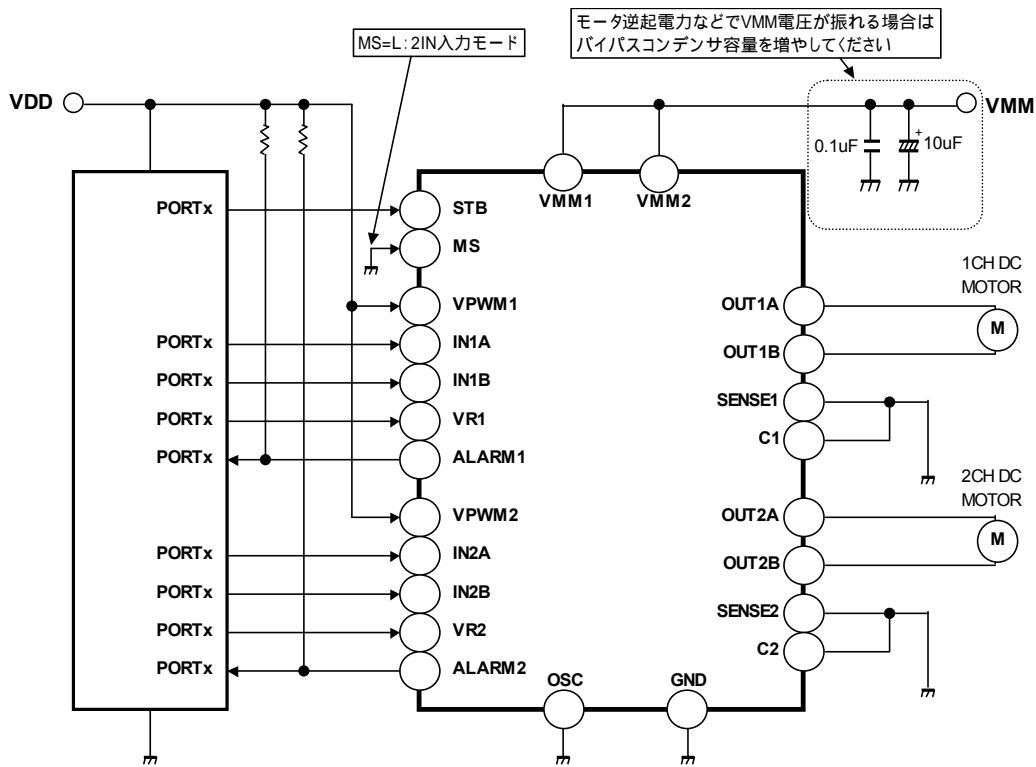 モータ逆起電力などでVMM電圧が振れる場合は
バイパスコンデンサ容量を増やしてください
MS=L：2IN入力モード
VDD
VMM
0.1uF
+
10uF
VMM1
VMM2
PORTx
STB
MS
VPWM1
PORTx
IN1A
PORTx
IN1B
PORTx
VR1
PORTx
ALARM1
VPWM2
PORTx
IN2A
PORTx
IN2B
PORTx
VR2
PORTx
ALARM2
OUT1A
OUT1B
SENSE1
C1
OUT2A
OUT2B
SENSE2
C2
1CH DC
MOTOR
M
2CH DC
MOTOR
M
OSC
GND